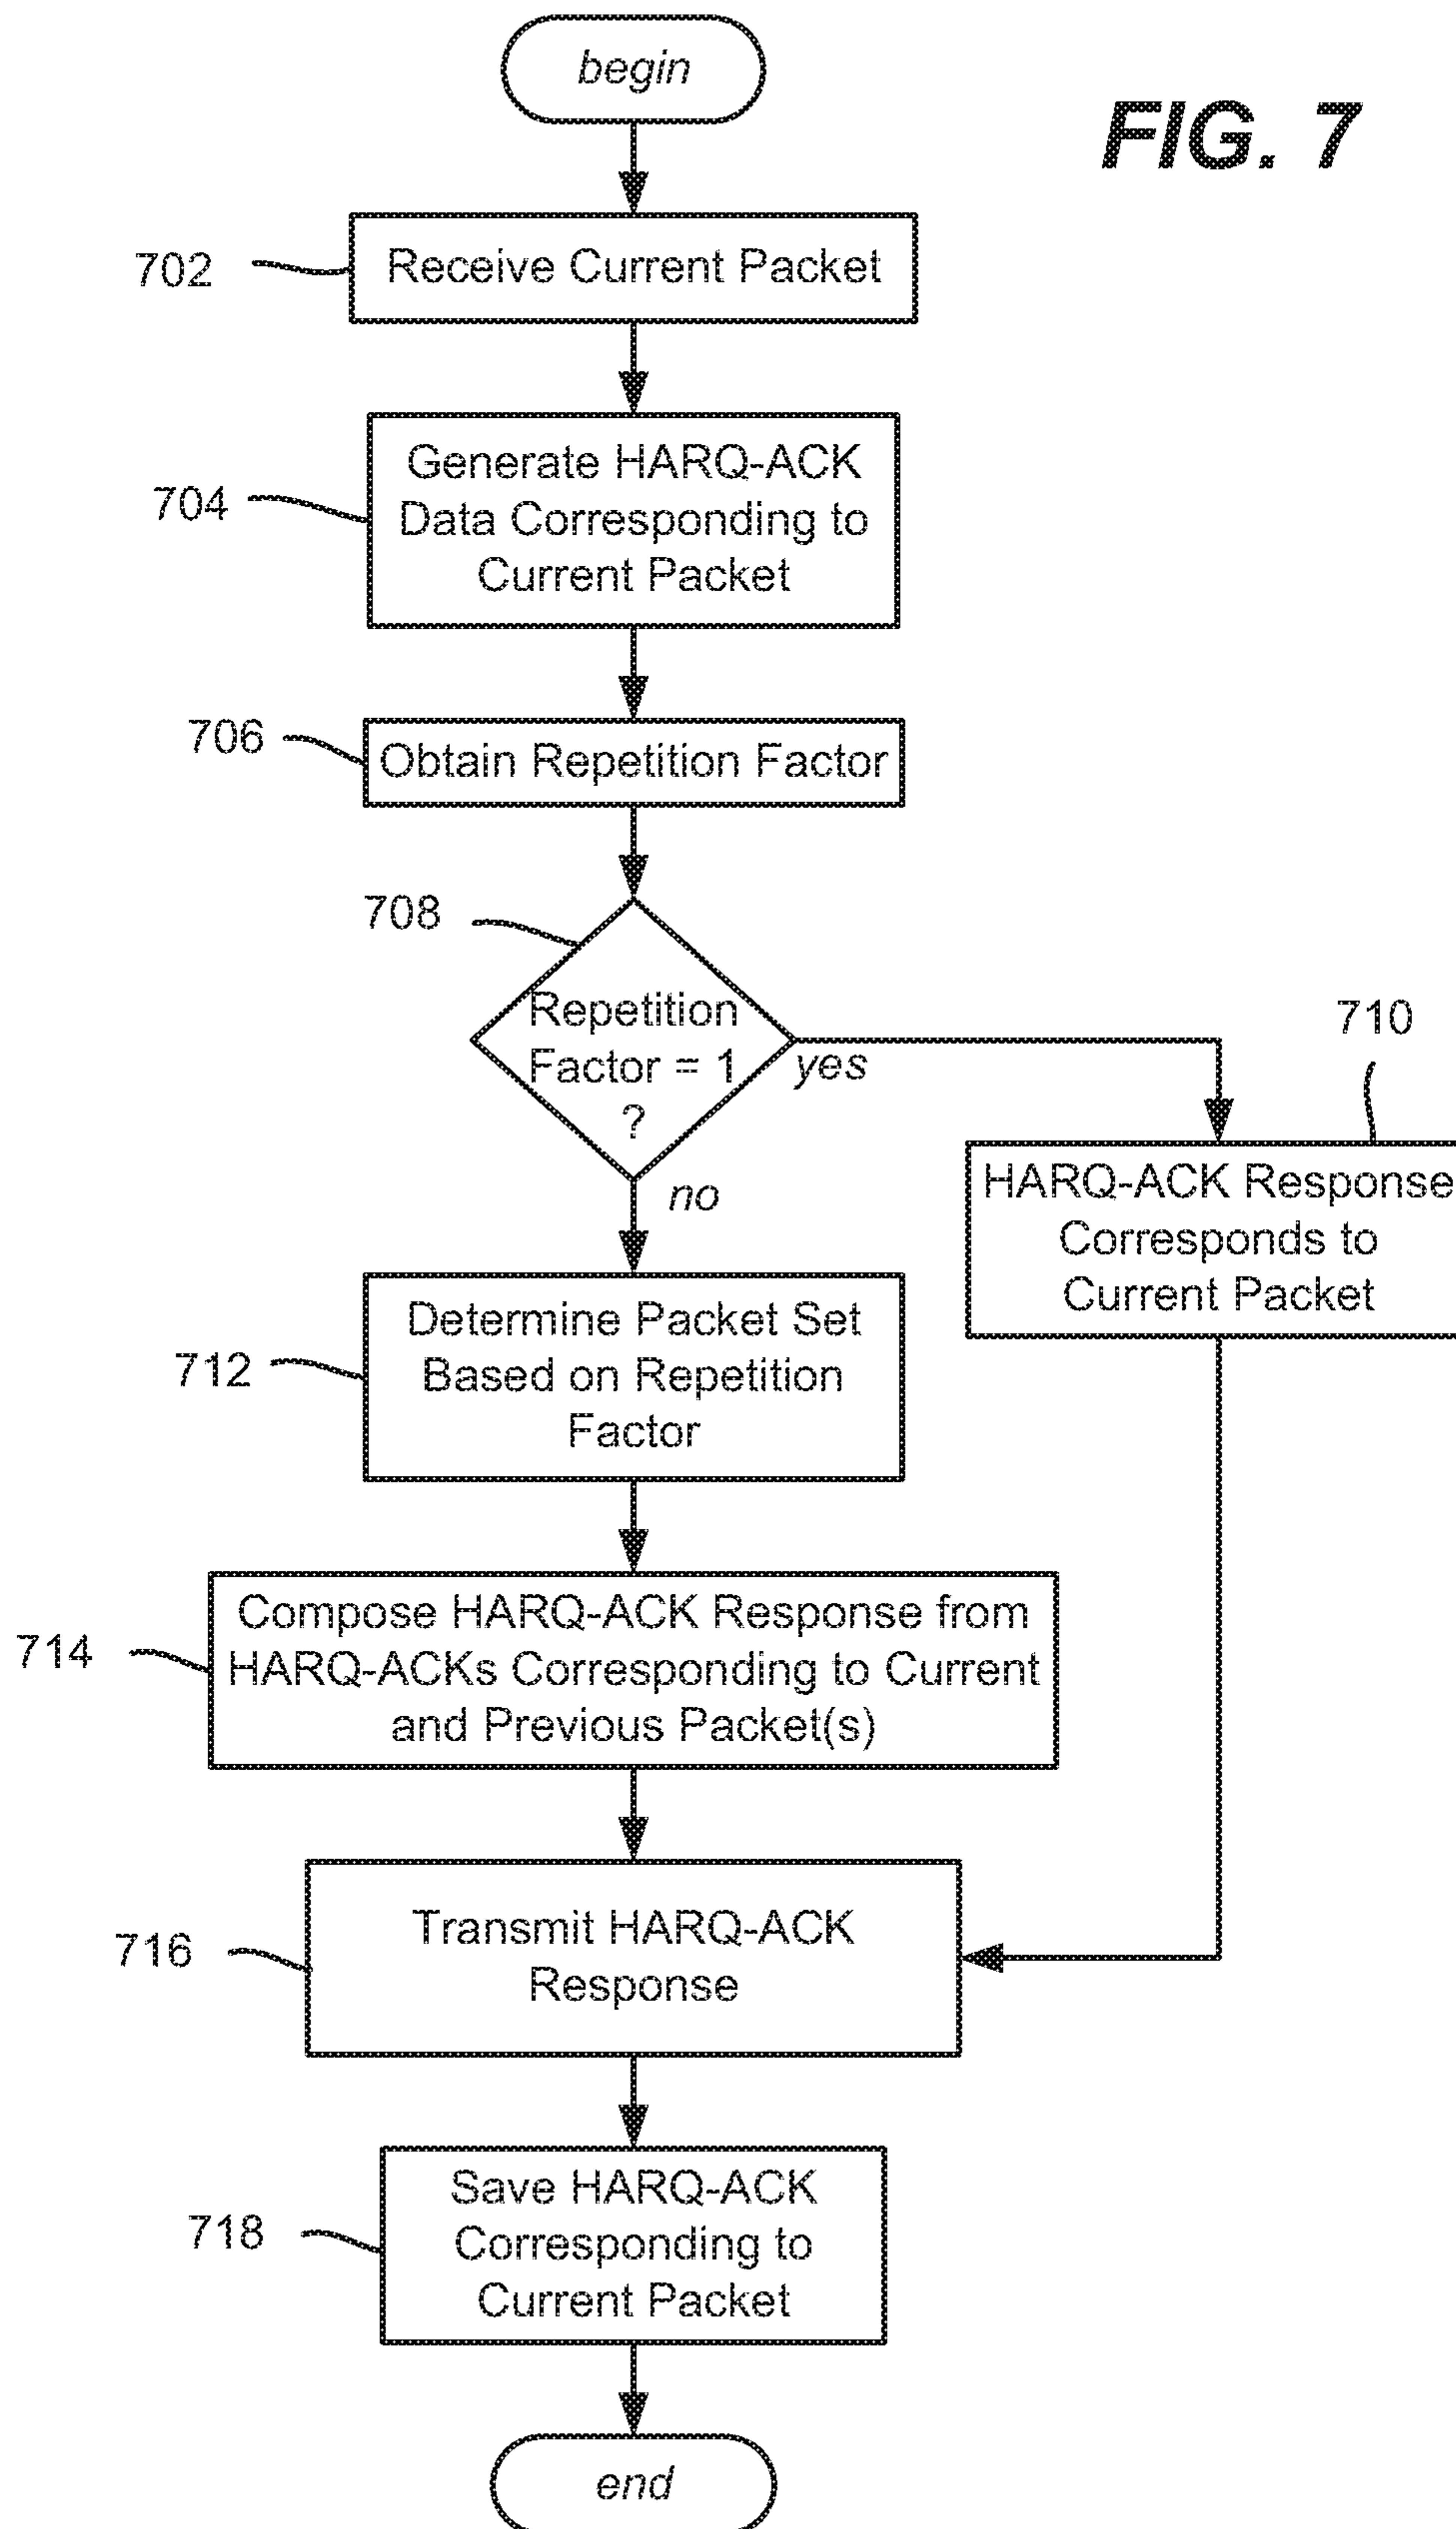 begin
FIG. 7
702
Receive Current Packet
704
Generate HARQ-ACK
Data Corresponding to
Current Packet
706
Obtain Repetition Factor
708
Repetition
Factor = 1
?
yes
no
710
HARQ-ACK Response
Corresponds to
Current Packet
712
Determine Packet Set
Based on Repetition
Factor
714
Compose HARQ-ACK Response from
HARQ-ACKs Corresponding to Current
and Previous Packet(s)
716
Transmit HARQ-ACK
Response
718
Save HARQ-ACK
Corresponding to
Current Packet
end